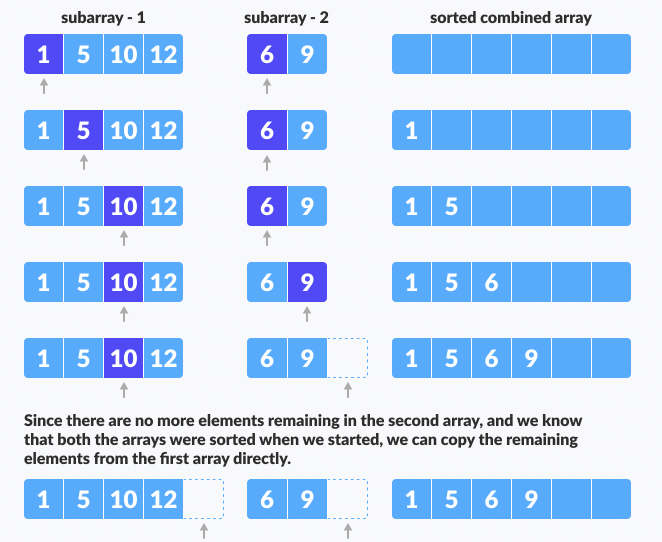 subarray - 1 subarray - 2 sorted combined array
1 5 10 12 6 9
1 5 10 12 6 9 1
1 5 10 12 6 9 1 5
1 5 10 12 6 9 1 5 6
1 5 10 12 6 9 1 5 6 9
Since there are no more elements remaining in the second array, and we know
that both the arrays were sorted when we started, we can copy the remaining
elements from the first array directly.
1 5 10 12 6 9 1 5 6 9